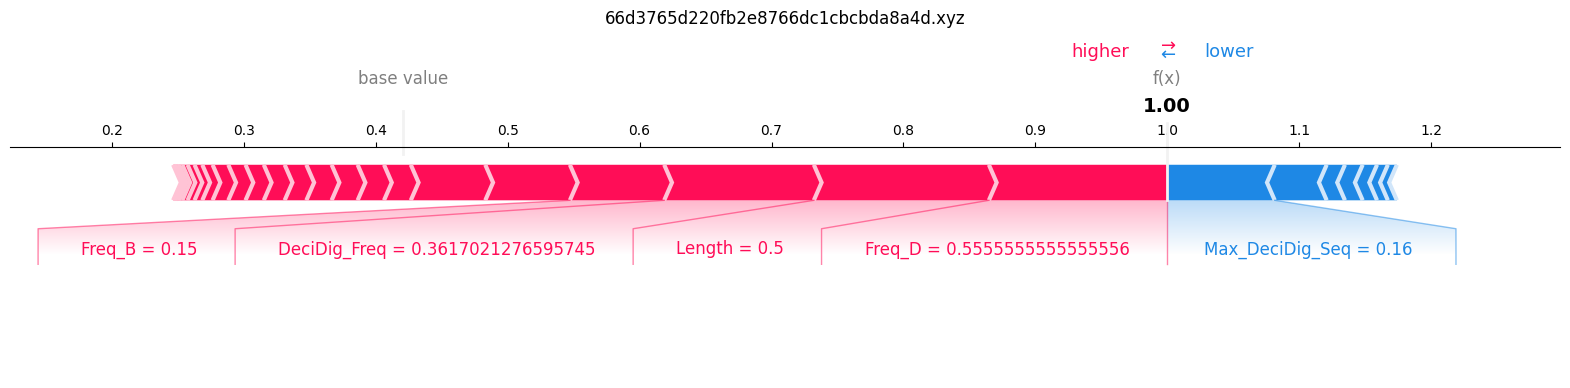 66d3765d220fb2e8766dc1cbcbda8a4d.xyz
higher → ← lower
base value f(x)
1.00
0.2 0.3 0.4 0.5 0.6 0.7 0.8 0.9 1.0 1.1 1.2
Freq_B = 0.15 DeciDig_Freq = 0.3617021276595745 Length = 0.5 Freq_D = 0.5555555555555556 Max_DeciDig_Seq = 0.16